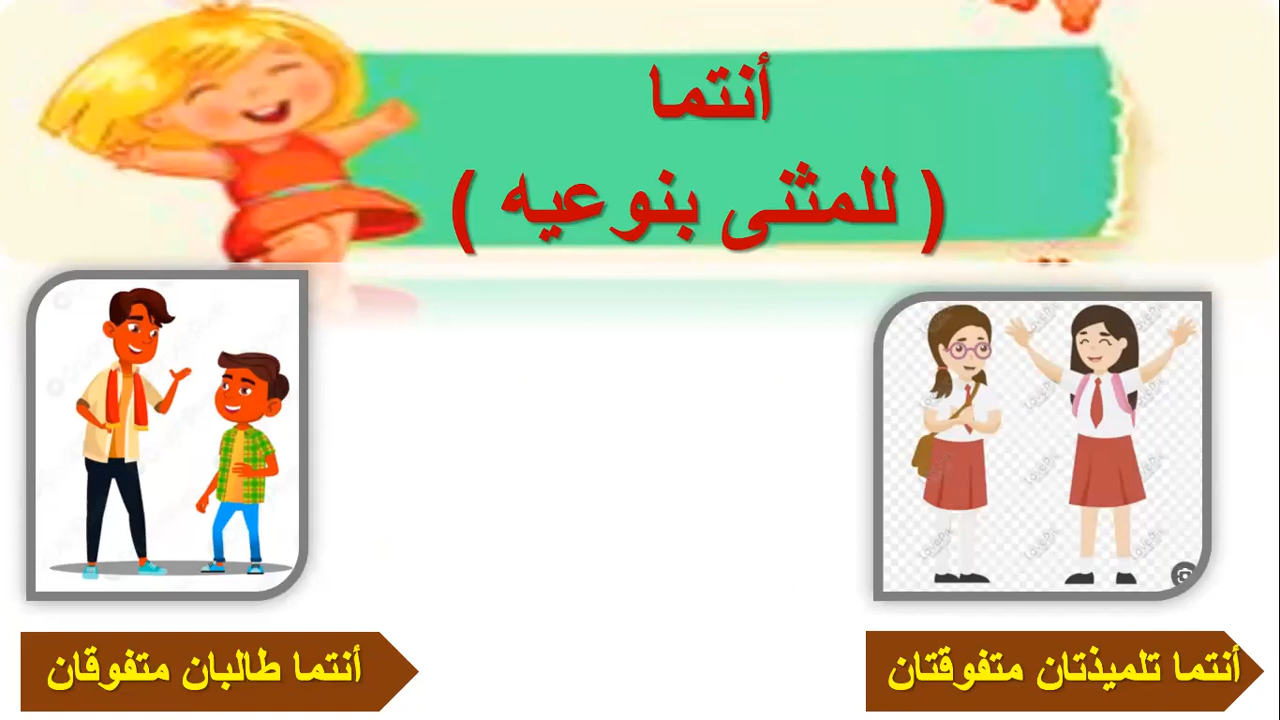 أنتما
( للمثنى بنوعيه )
أنتما تلميذتان متفوقتان
أنتما طالبان متفوقان